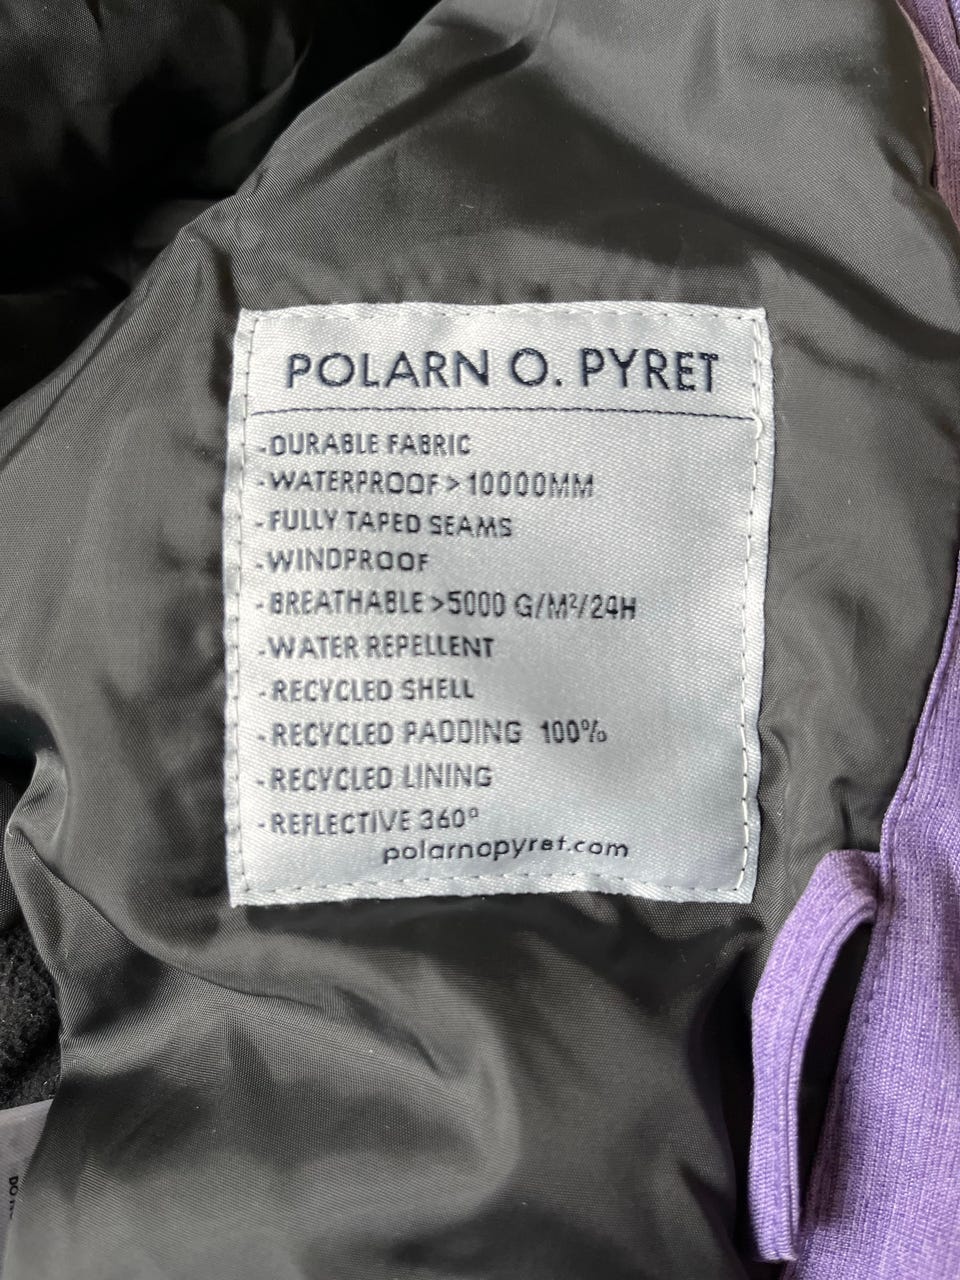 POLARN O. PYRET
-DURABLE FABRIC
-WATERPROOF > 10000MM
-FULLY TAPED SEAMS
-WINDPROOF
-BREATHABLE >5000 G/M²/24H
-WATER REPELLENT
-RECYCLED SHELL
-RECYCLED PADDING 100%
-RECYCLED LINING
-REFLECTIVE 360°
polarnopyret.com